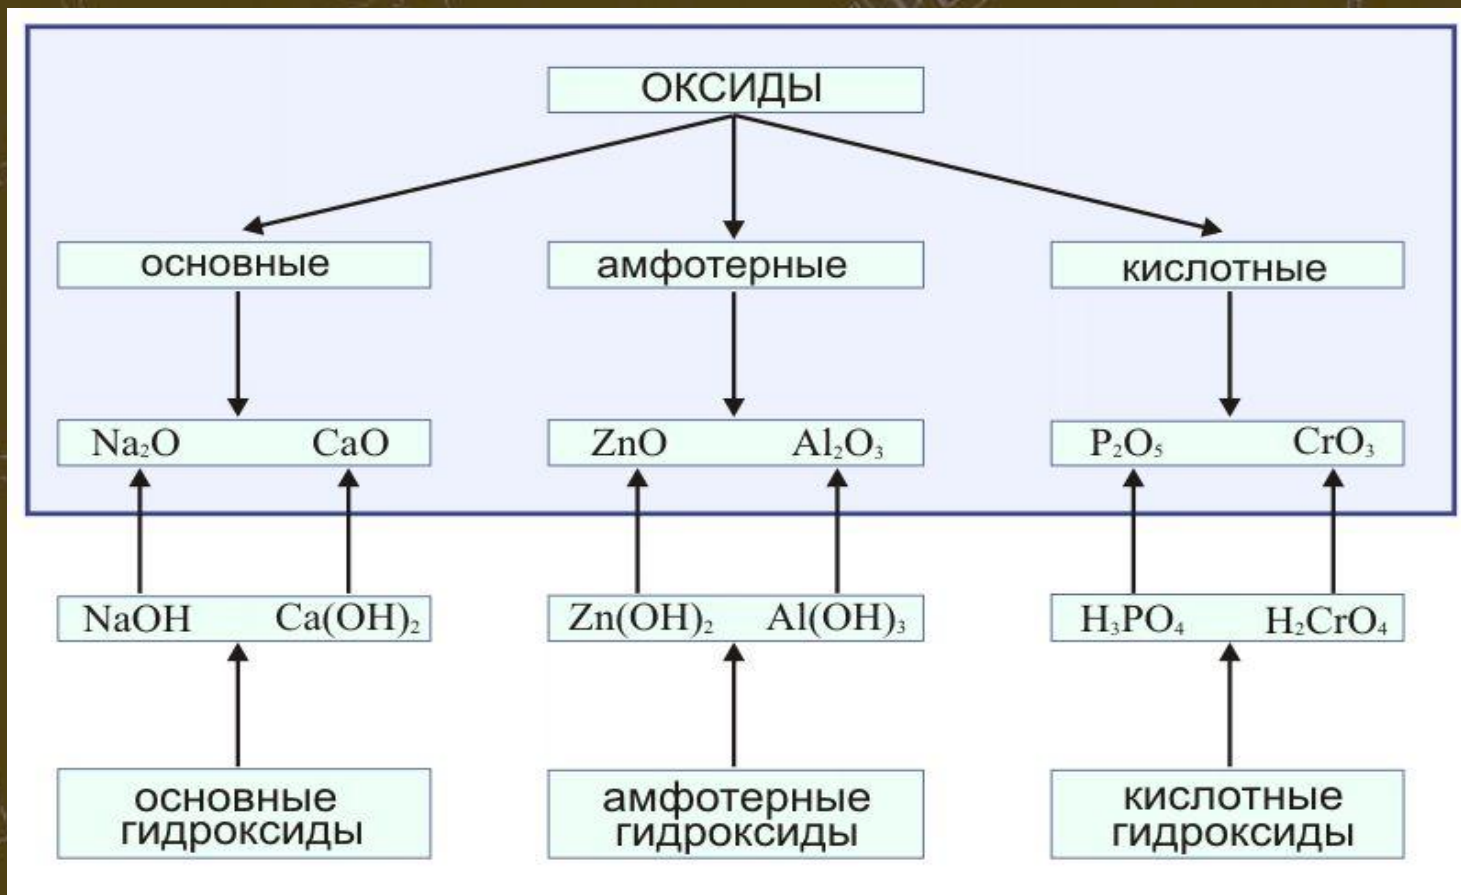 ОКСИДЫ
основные амфотерные кислотные
Na₂O CaO ZnO Al₂O₃ P₂O₅ CrO₃
NaOH Ca(OH)₂ Zn(OH)₂ Al(OH)₃ H₃PO₄ H₂CrO₄
основные
гидроксиды
амфотерные
гидроксиды
кислотные
гидроксиды